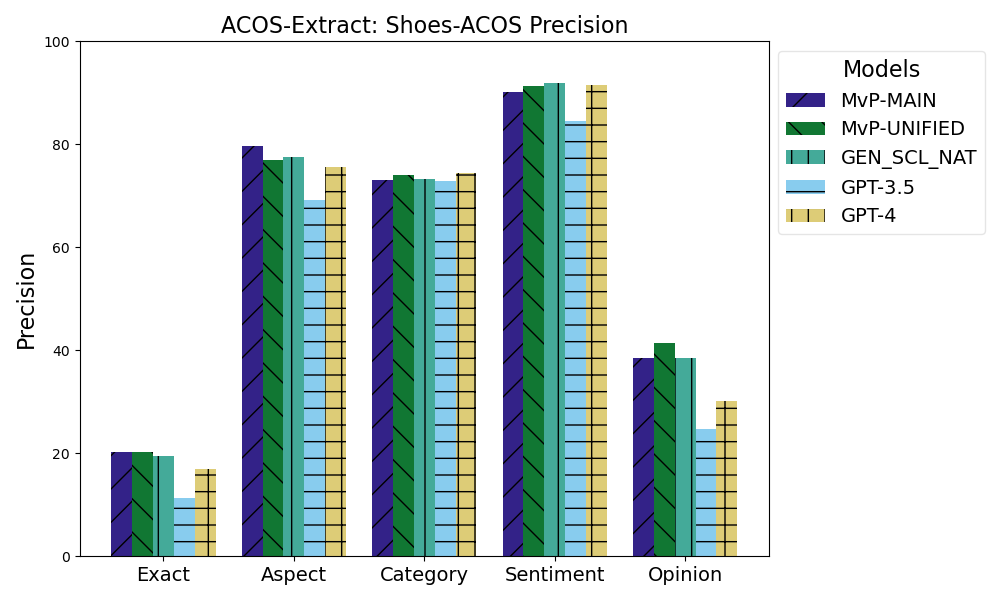 ACOS-Extract: Shoes-ACOS Precision
100
80
60
40
20
0
Precision
Exact
Aspect
Category
Sentiment
Opinion
Models
MvP-MAIN
MvP-UNIFIED
GEN_SCL_NAT
GPT-3.5
GPT-4